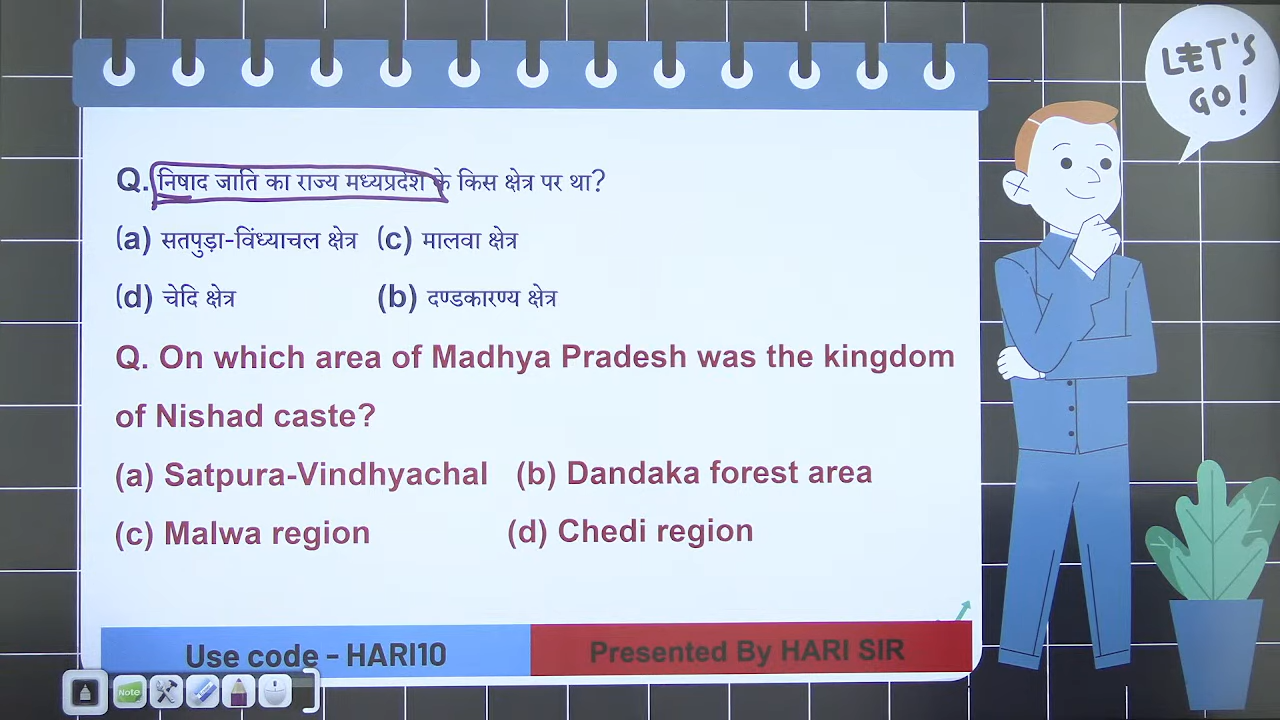 LET'S
GO!
Q. निषाद जाति का राज्य मध्यप्रदेश के किस क्षेत्र पर था?
(a) सतपुड़ा-विंध्याचल क्षेत्र (c) मालवा क्षेत्र
(d) चेदि क्षेत्र (b) दण्डकारण्य क्षेत्र
Q. On which area of Madhya Pradesh was the kingdom
of Nishad caste?
(a) Satpura-Vindhyachal (b) Dandaka forest area
(c) Malwa region (d) Chedi region
Use code - HARI10 Presented By HARI SIR
Note